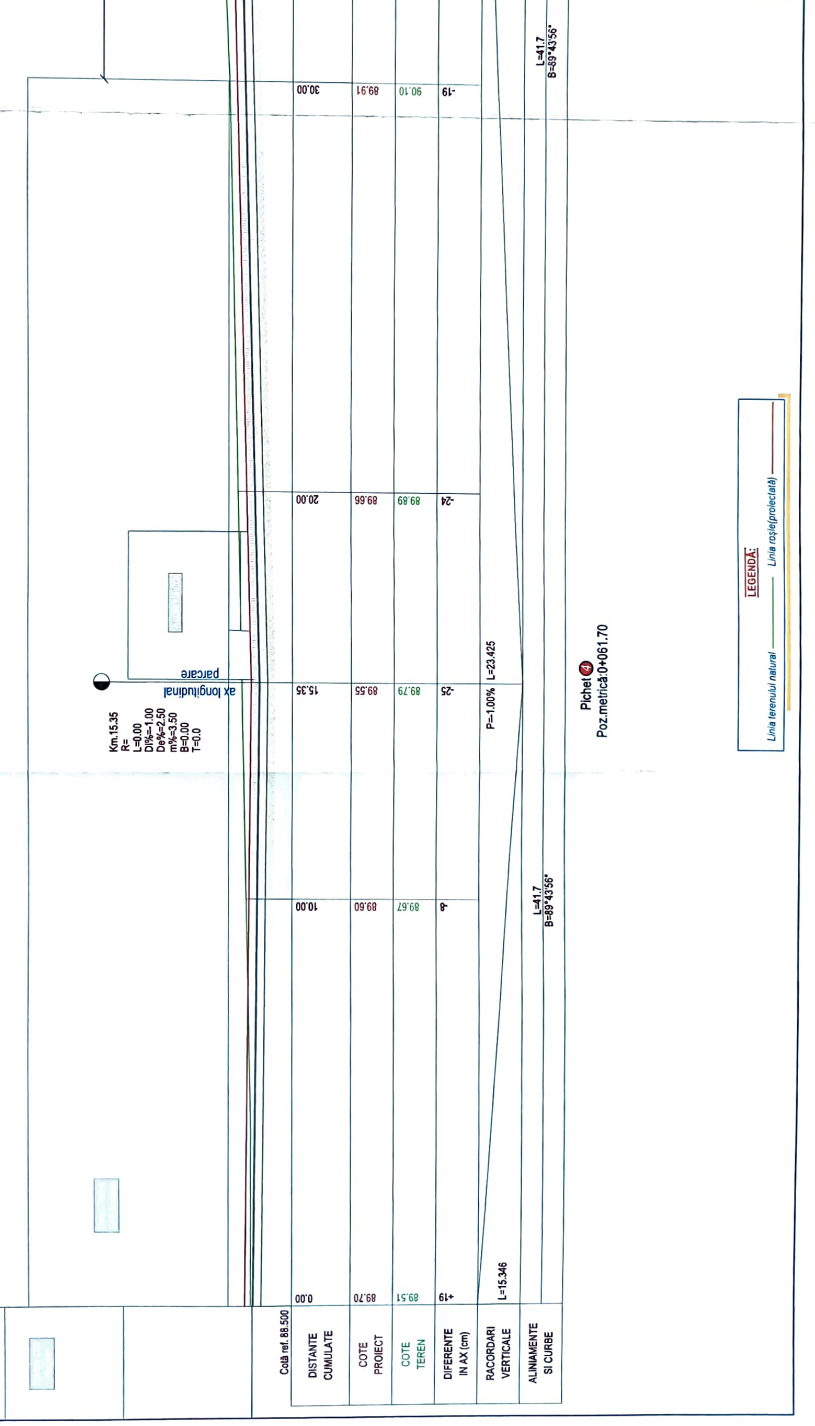 Km.15.35
R=
L=0.00
Di%=-1.00
De%=2.50
m%=3.50
B=0.00
T=0.0
ax longitudinal
parcare
Cotă ref. 88.500
DISTANTE
CUMULATE
0.00 10.00 15.35 20.00 30.00
COTE
PROIECT
89.70 89.60 89.55 89.66 89.91
COTE
TEREN
89.51 89.67 89.79 89.89 90.10
DIFERENTE
IN AX (cm)
+19 -8 -25 -24 -19
RACORDARI
VERTICALE
L=15.346 P=-1.00% L=23.425
ALINIAMENTE
SI CURBE
L=41.7
B=89°43'56"
L=41.7
B=89°43'56"
Pichet 4
Poz.metrică:0+061.70
LEGENDĂ:
Linia terenului natural Linia roşie(proiectată)